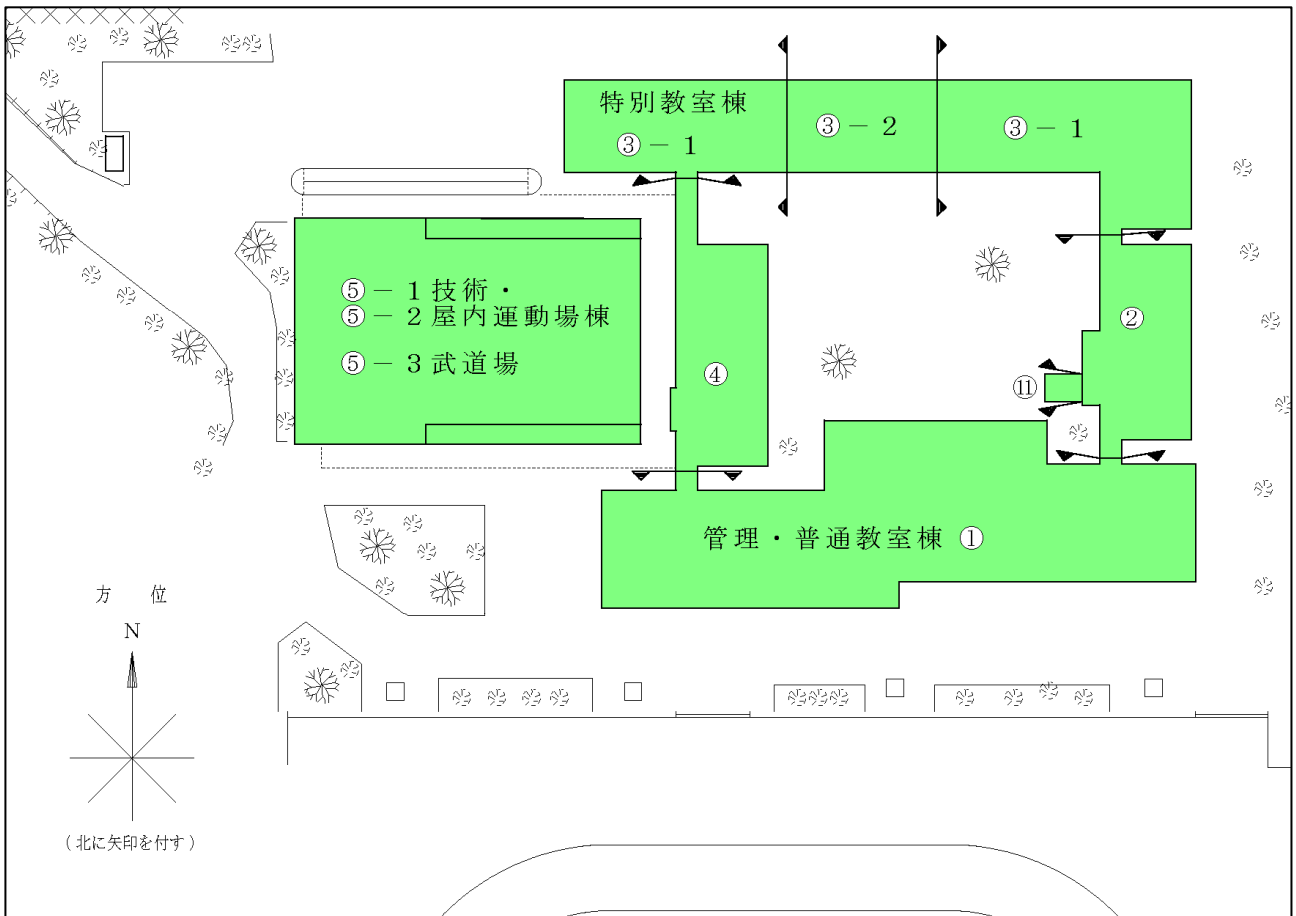 特別教室棟
③－1
③－2
③－1
⑤－1技術・
⑤－2屋内運動場棟
⑤－3武道場
④
②
⑪
管理・普通教室棟 ①
方 位
N
(北に矢印を付す)